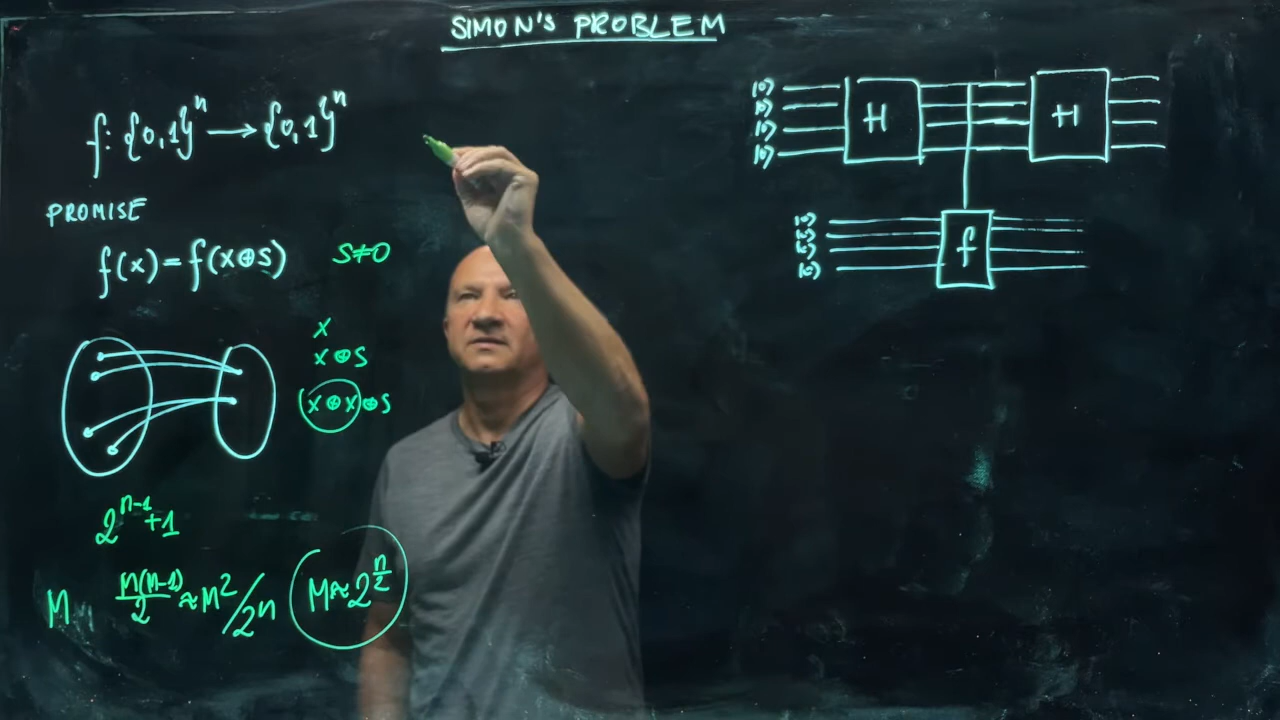 SIMON'S PROBLEM
f: {0,1}ⁿ → {0,1}ⁿ
PROMISE
f(x) = f(x⊕s) s≠0
x
x⊕s
(x⊕x)⊕s
2ⁿ⁻¹+1
M M(M-1)/2 ≈ M²/2n M≈2^(n/2)
|0⟩
|0⟩
|0⟩
|0⟩
H H
|0⟩
|0⟩
|0⟩
|0⟩
f